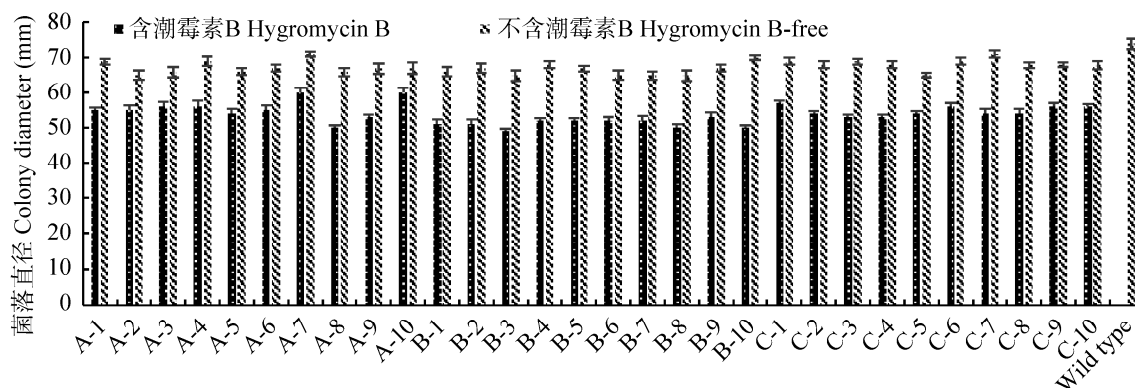 80
70
60
50
40
30
20
10
0
菌落直径 Colony diameter (mm)
含潮霉素B Hygromycin B
不含潮霉素B Hygromycin B-free
A-1
A-2
A-3
A-4
A-5
A-6
A-7
A-8
A-9
A-10
B-1
B-2
B-3
B-4
B-5
B-6
B-7
B-8
B-9
B-10
C-1
C-2
C-3
C-4
C-5
C-6
C-7
C-8
C-9
C-10
Wild type